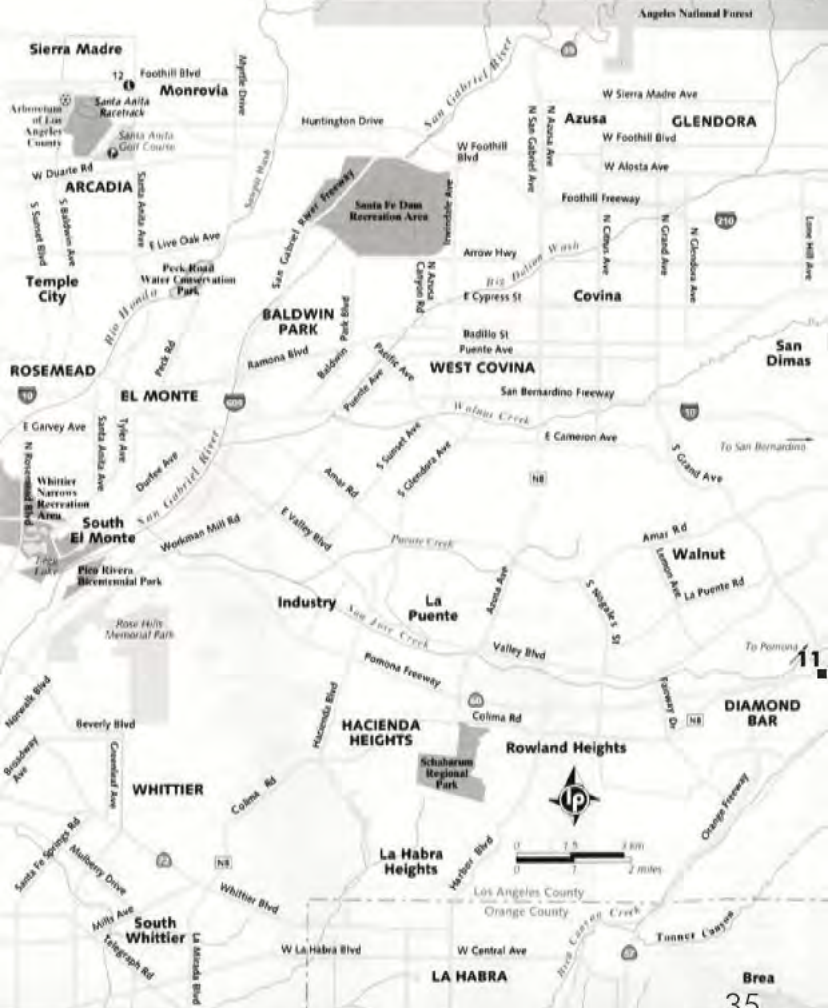 Angeles National Forest
Sierra Madre
39
12
Foothill Blvd
Monrovia
Myrtle Drive
San Gabriel River
Arboretum
of Los
Angeles
County
Santa Anita
Racetrack
Santa Anita
Golf Course
Huntington Drive
W Sierra Madre Ave
Azusa
GLENDORA
N San Gabriel Ave
N Azusa Ave
W Foothill Blvd
W Foothill
Blvd
W Alosta Ave
W Duarte Rd
ARCADIA
Sawpit Wash
San Gabriel River Freeway
Santa Fe Dam
Recreation Area
Irwindale Ave
Foothill Freeway
210
S Sunset Blvd
S Baldwin Ave
Santa Anita Ave
E Live Oak Ave
N Citrus Ave
N Grand Ave
N Glendora Ave
Lone Hill Ave
Arrow Hwy
Big Dalton Wash
Temple
City
Peck Road
Water Conservation
Park
N Azusa
Canyon Rd
E Cypress St
Covina
Rio Hondo
BALDWIN
PARK
Baldwin
Park Blvd
Badillo St
Puente Ave
San
Dimas
Ramona Blvd
Pacific Ave
WEST COVINA
ROSEMEAD
Peck Rd
Puente Ave
San Bernardino Freeway
10
EL MONTE
605
Walnut Creek
10
E Garvey Ave
Santa Anita Ave
Tyler Ave
E Cameron Ave
To San Bernardino
N Rosemead Blvd
Durfee Ave
San Gabriel River
S Sunset Ave
S Glendora Ave
S Grand Ave
Whittier
Narrows
Recreation
Area
Amar Rd
N8
South
El Monte
Workman Mill Rd
E Valley Blvd
Puente Creek
Amar Rd
Walnut
Legg
Lake
Pico Rivera
Bicentennial Park
Lemon Ave
La Puente Rd
Azusa Ave
S Nogales St
Industry
La
Puente
San Jose Creek
Rose Hills
Memorial Park
Valley Blvd
To Pomona
11
Pomona Freeway
Norwalk Blvd
Hacienda Blvd
60
Fairway Dr
N8
DIAMOND
BAR
Beverly Blvd
HACIENDA
HEIGHTS
Colima Rd
Rowland Heights
Broadway
Ave
Greenleaf Ave
Schabarum
Regional
Park
WHITTIER
Colima Rd
lp
Orange Freeway
Santa Fe Springs Rd
Mulberry Drive
72
N8
La Habra
Heights
Harbor Blvd
0 1.5 3 km
0 1 2 miles
Whittier Blvd
Los Angeles County
Orange County
Mills Ave
South
Whittier
Telegraph Rd
La Mirada Blvd
W La Habra Blvd
W Central Ave
Brea Canyon Creek
57
Tonner Canyon
LA HABRA
Brea
35